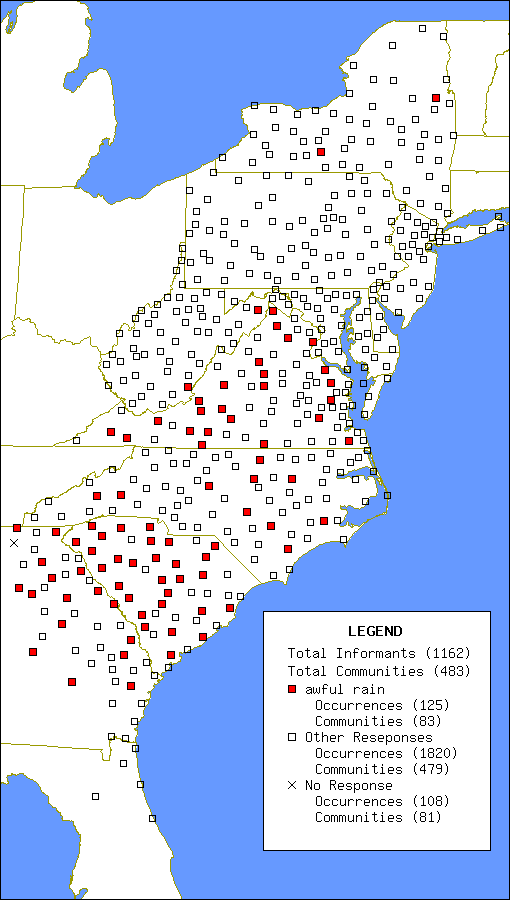 LEGEND
Total Informants (1162)
Total Communities (483)
awful rain
Occurrences (125)
Communities (83)
Other Reseponses
Occurrences (1820)
Communities (479)
No Response
Occurrences (108)
Communities (81)